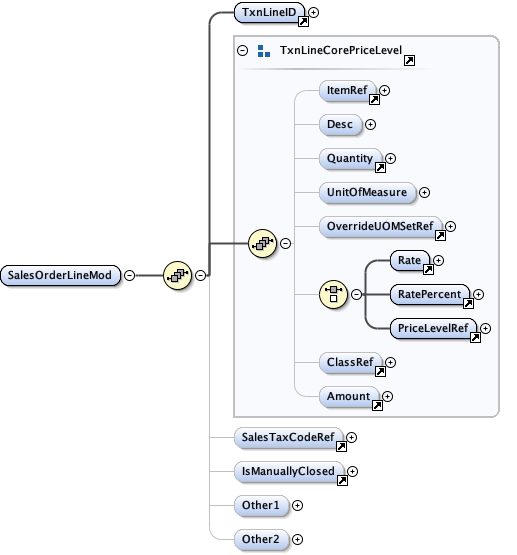 TxnLineID
TxnLineCorePriceLevel
ItemRef
Desc
Quantity
UnitOfMeasure
OverrideUOMSetRef
SalesOrderLineMod
Rate
RatePercent
PriceLevelRef
ClassRef
Amount
SalesTaxCodeRef
IsManuallyClosed
Other1
Other2